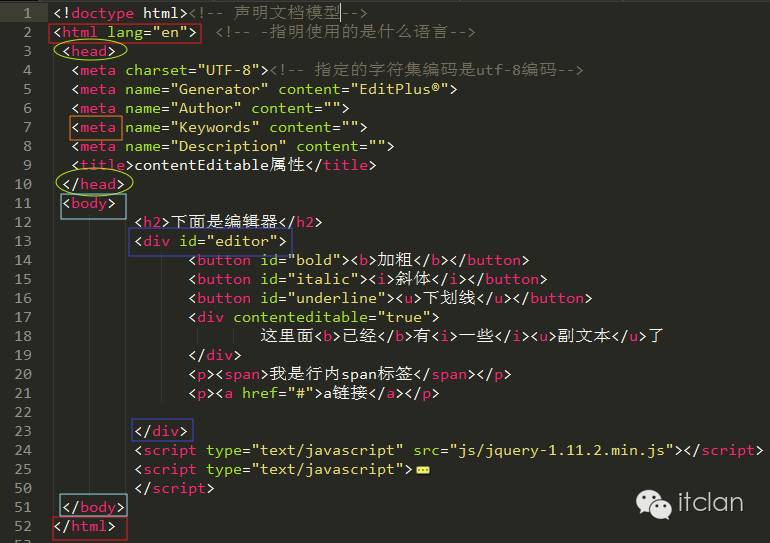 1 <!doctype html><!-- 声明文档模型-->
2 <html lang="en"> <!-- -指明使用的是什么语言-->
3 <head>
4 <meta charset="UTF-8"><!-- 指定的字符集编码是utf-8编码-->
5 <meta name="Generator" content="EditPlus®">
6 <meta name="Author" content="">
7 <meta name="Keywords" content="">
8 <meta name="Description" content="">
9 <title>contentEditable属性</title>
10 </head>
11 <body>
12 <h2>下面是编辑器</h2>
13 <div id="editor">
14 <button id="bold"><b>加粗</b></button>
15 <button id="italic"><i>斜体</i></button>
16 <button id="underline"><u>下划线</u></button>
17 <div contenteditable="true">
18 这里面<b>已经</b>有<i>一些</i><u>副文本</u>了
19 </div>
20 <p><span>我是行内span标签</span></p>
21 <p><a href="#">a链接</a></p>
22
23 </div>
24 <script type="text/javascript" src="js/jquery-1.11.2.min.js"></script>
25 <script type="text/javascript">
50 </script>
51 </body>
52 </html>
itclan